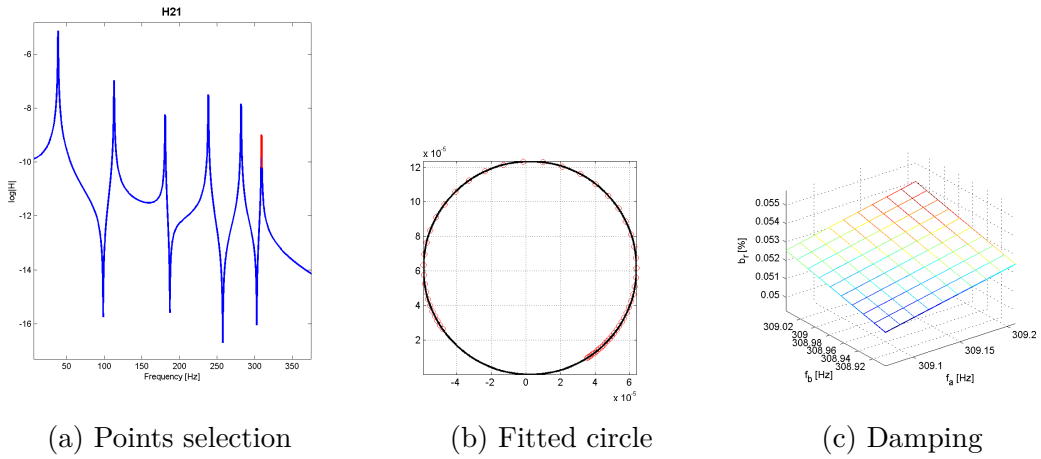 H21
-6
-8
-10
-12
-14
-16
log|H|
50 100 150 200 250 300 350
Frequency [Hz]
x 10^-5
12
10
8
6
4
2
-4 -2 0 2 4 6
x 10^-5
0.055
0.054
0.053
0.052
0.051
0.05
b_r [%]
309.02
309
308.98
308.96
308.94
308.92
f_b [Hz]
309.1
309.15
309.2
f_a [Hz]
(a) Points selection
(b) Fitted circle
(c) Damping